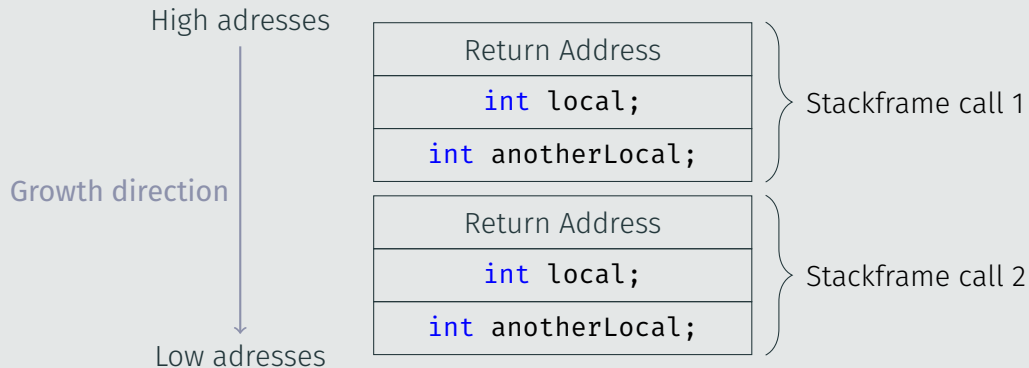 High adresses
Return Address
int local;
Stackframe call 1
int anotherLocal;
Growth direction
Return Address
int local;
Stackframe call 2
int anotherLocal;
Low adresses